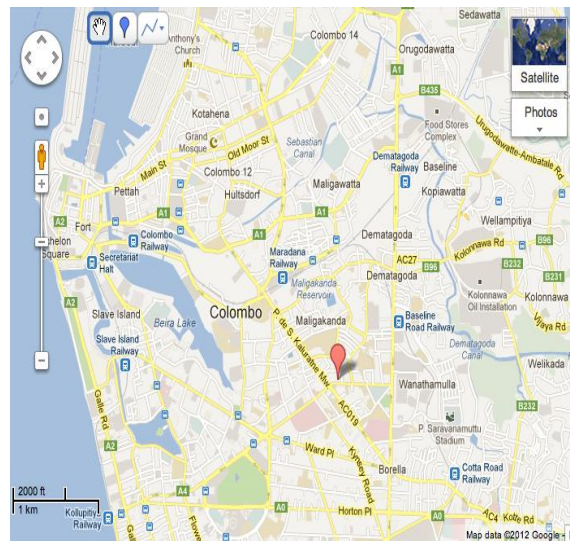 Sedawatta
Anthony's
Church
Colombo 14
Orugodawatta
Satellite
A1
B435
Photos
Kotahena
Food Stores
Complex
Grand
Mosque
Old Moor St
Sebastian
Canal
Urugodawatte-Ambatale Rd
Main St
Colombo 12
Dematagoda
Railway
Baseline
Pettah
Hultsdorf
Maligawatta
Kopiyawatta
A1
A1
Wellampitiya
A2
Fort
Echelon
Square
Colombo
Railway
Dematagoda
Kolonnawa Rd
B96
Secretariat
Halt
Maradana
Railway
AC27
B96
B232
B231
Maligakanda
Reservoir
Dematagoda
A2
Kolonnawa
Oil Installation
Kolonnawa
Slave Island
Beira Lake
Colombo
Maligakanda
Baseline
Road Railway
Vijaya Rd
Slave Island
Railway
P. de S. Kularatne Mw
Dematagoda
Canal
Welikada
Galle Rd
Wanathamulla
AC019
B232
P. Saravanamuttu
Stadium
A2
Ward Pl
Kynsey Road
Borella
Cotta Road
Railway
2000 ft
A4
1 km
A0
Horton Pl
A0
Kollupitiya
Railway
AC4
Kotte Rd
Map data ©2012 Google -